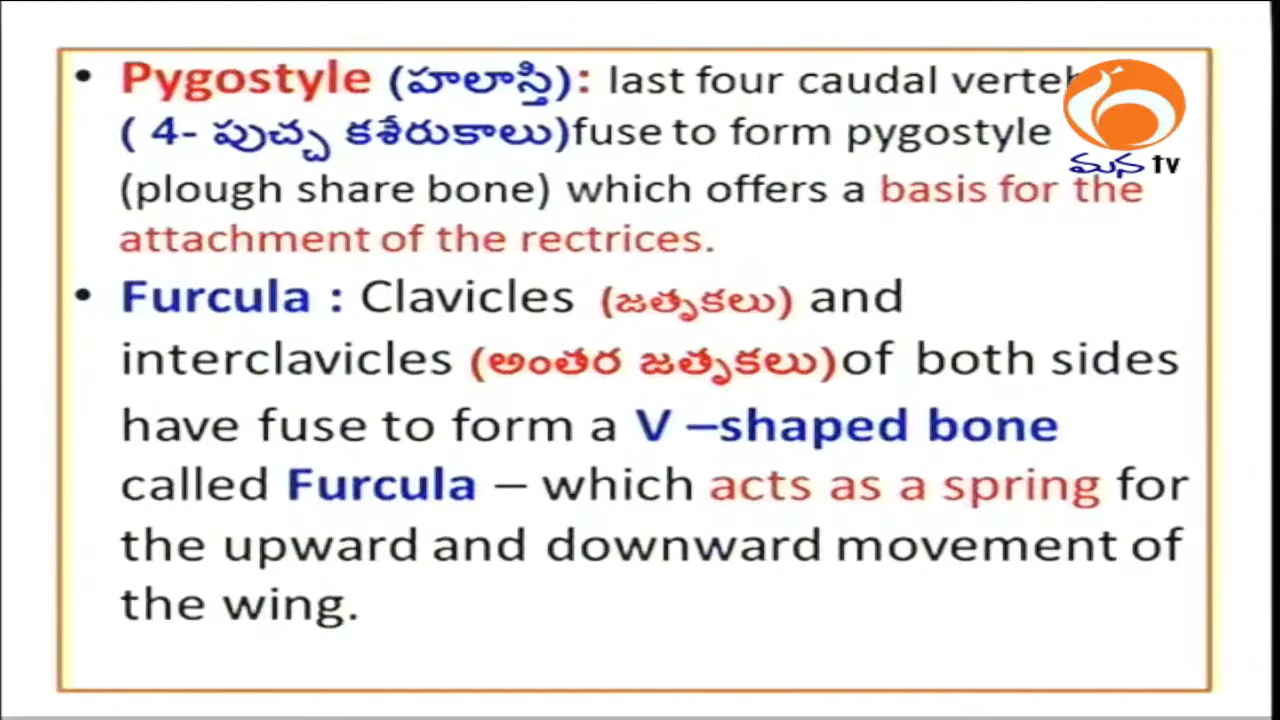 • Pygostyle (హలాస్తి): last four caudal
( 4- పుచ్చ కశేరుకాలు)fuse to form pygostyle
(plough share bone) which offers a basis for the
attachment of the rectrices.
• Furcula : Clavicles (జతృకలు) and
interclavicles (అంతర జతృకలు)of both sides
have fuse to form a V –shaped bone
called Furcula – which acts as a spring for
the upward and downward movement of
the wing.
మన tv